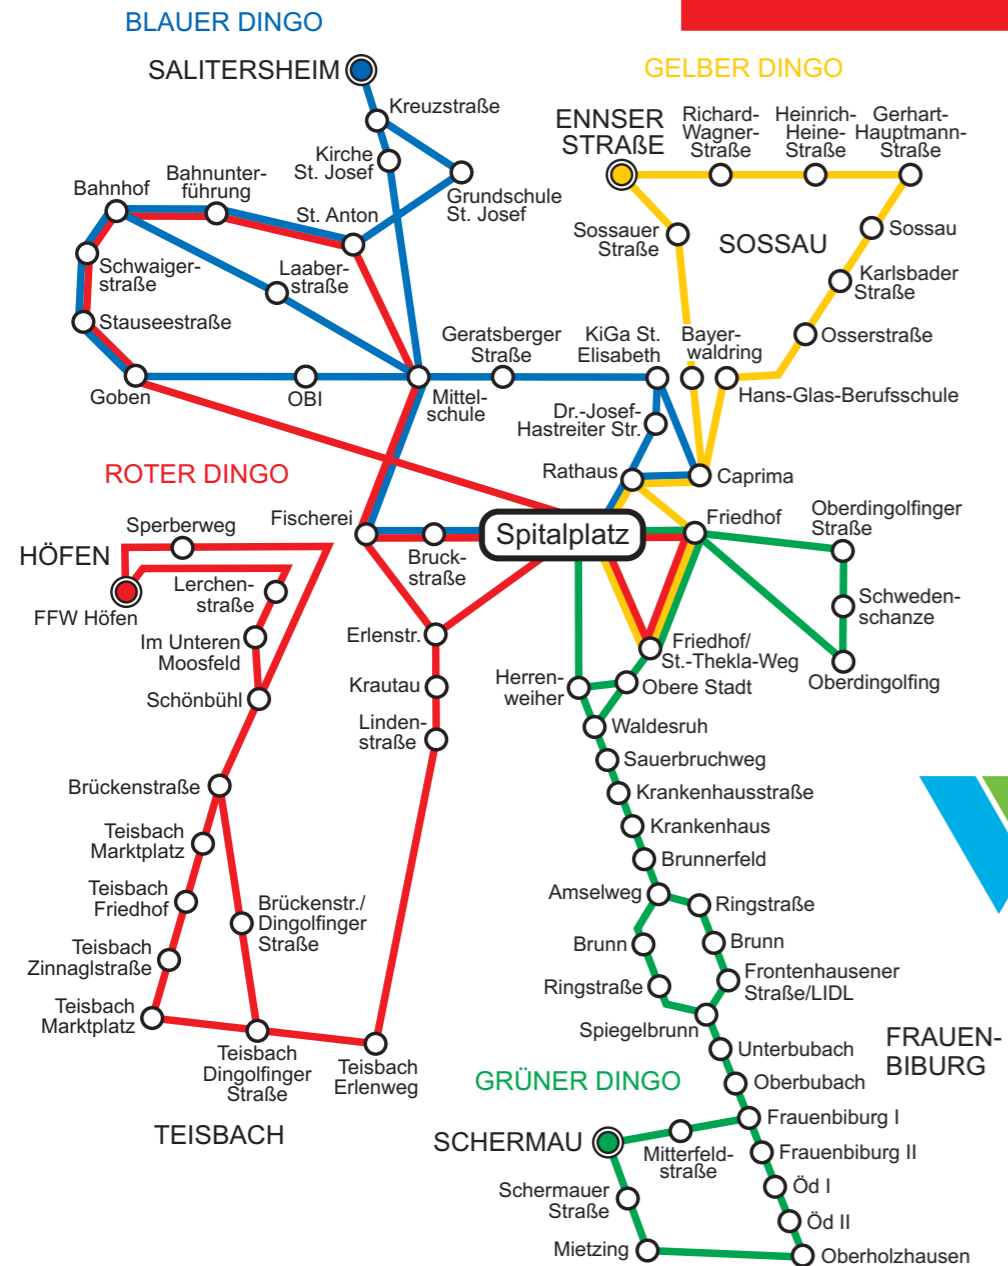 BLAUER DINGO
SALITERSHEIM
Kreuzstraße
Kirche
St. Josef
Grundschule
St. Josef
Bahnhof
Bahnunter-
führung
St. Anton
Schwaiger-
straße
Laaber-
straße
Stauseestraße
Goben
OBI
Mittel-
schule
Geratsberger
Straße
KiGa St.
Elisabeth
Dr.-Josef-
Hastreiter Str.
Rathaus
GELBER DINGO
ENNSER
STRAßE
Richard-
Wagner-
Straße
Heinrich-
Heine-
Straße
Gerhart-
Hauptmann-
Straße
Sossauer
Straße
SOSSAU
Sossau
Karlsbader
Straße
Osserstraße
Bayer-
waldring
Hans-Glas-Berufsschule
Caprima
ROTER DINGO
Sperberweg
HÖFEN
FFW Höfen
Lerchen-
straße
Im Unteren
Moosfeld
Schönbühl
Fischerei
Bruck-
straße
Spitalplatz
Friedhof
Oberdingolfinger
Straße
Schweden-
schanze
Oberdingolfing
Friedhof/
St.-Thekla-Weg
Erlenstr.
Krautau
Linden-
straße
Herren-
weiher
Obere Stadt
Waldesruh
Sauerbruchweg
Krankenhausstraße
Krankenhaus
Brunnerfeld
Amselweg
Ringstraße
Brunn
Brunn
Ringstraße
Frontenhausener
Straße/LIDL
Spiegelbrunn
Unterbubach
Oberbubach
FRAUEN-
BIBURG
Brückenstraße
Teisbach
Marktplatz
Teisbach
Friedhof
Brückenstr./
Dingolfinger
Straße
Teisbach
Zinnaglstraße
Teisbach
Marktplatz
Teisbach
Dingolfinger
Straße
Teisbach
Erlenweg
TEISBACH
GRÜNER DINGO
SCHERMAU
Mitterfeld-
straße
Frauenbiburg I
Frauenbiburg II
Öd I
Öd II
Schermauer
Straße
Mietzing
Oberholzhausen